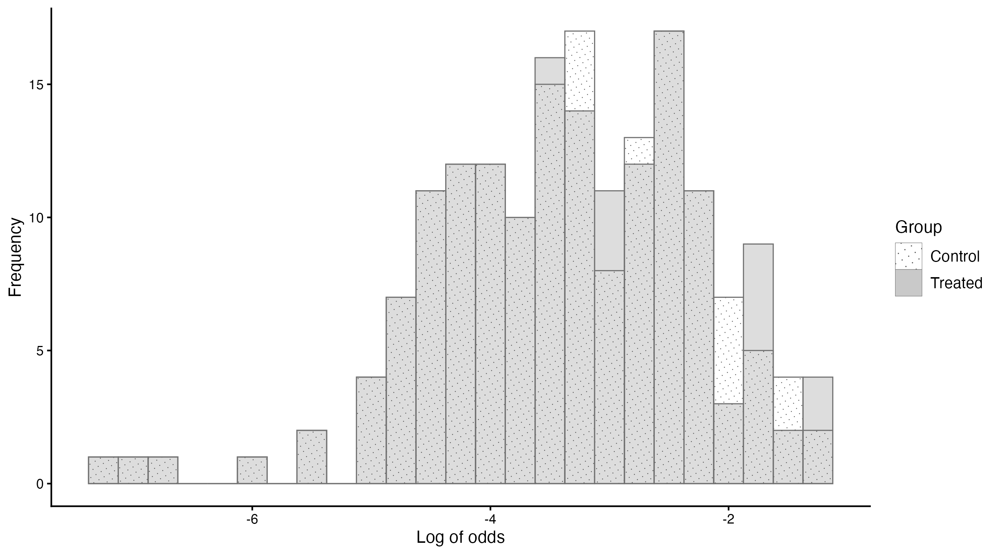 15
10
5
0
Frequency
-6
-4
-2
Log of odds
Group
Control
Treated